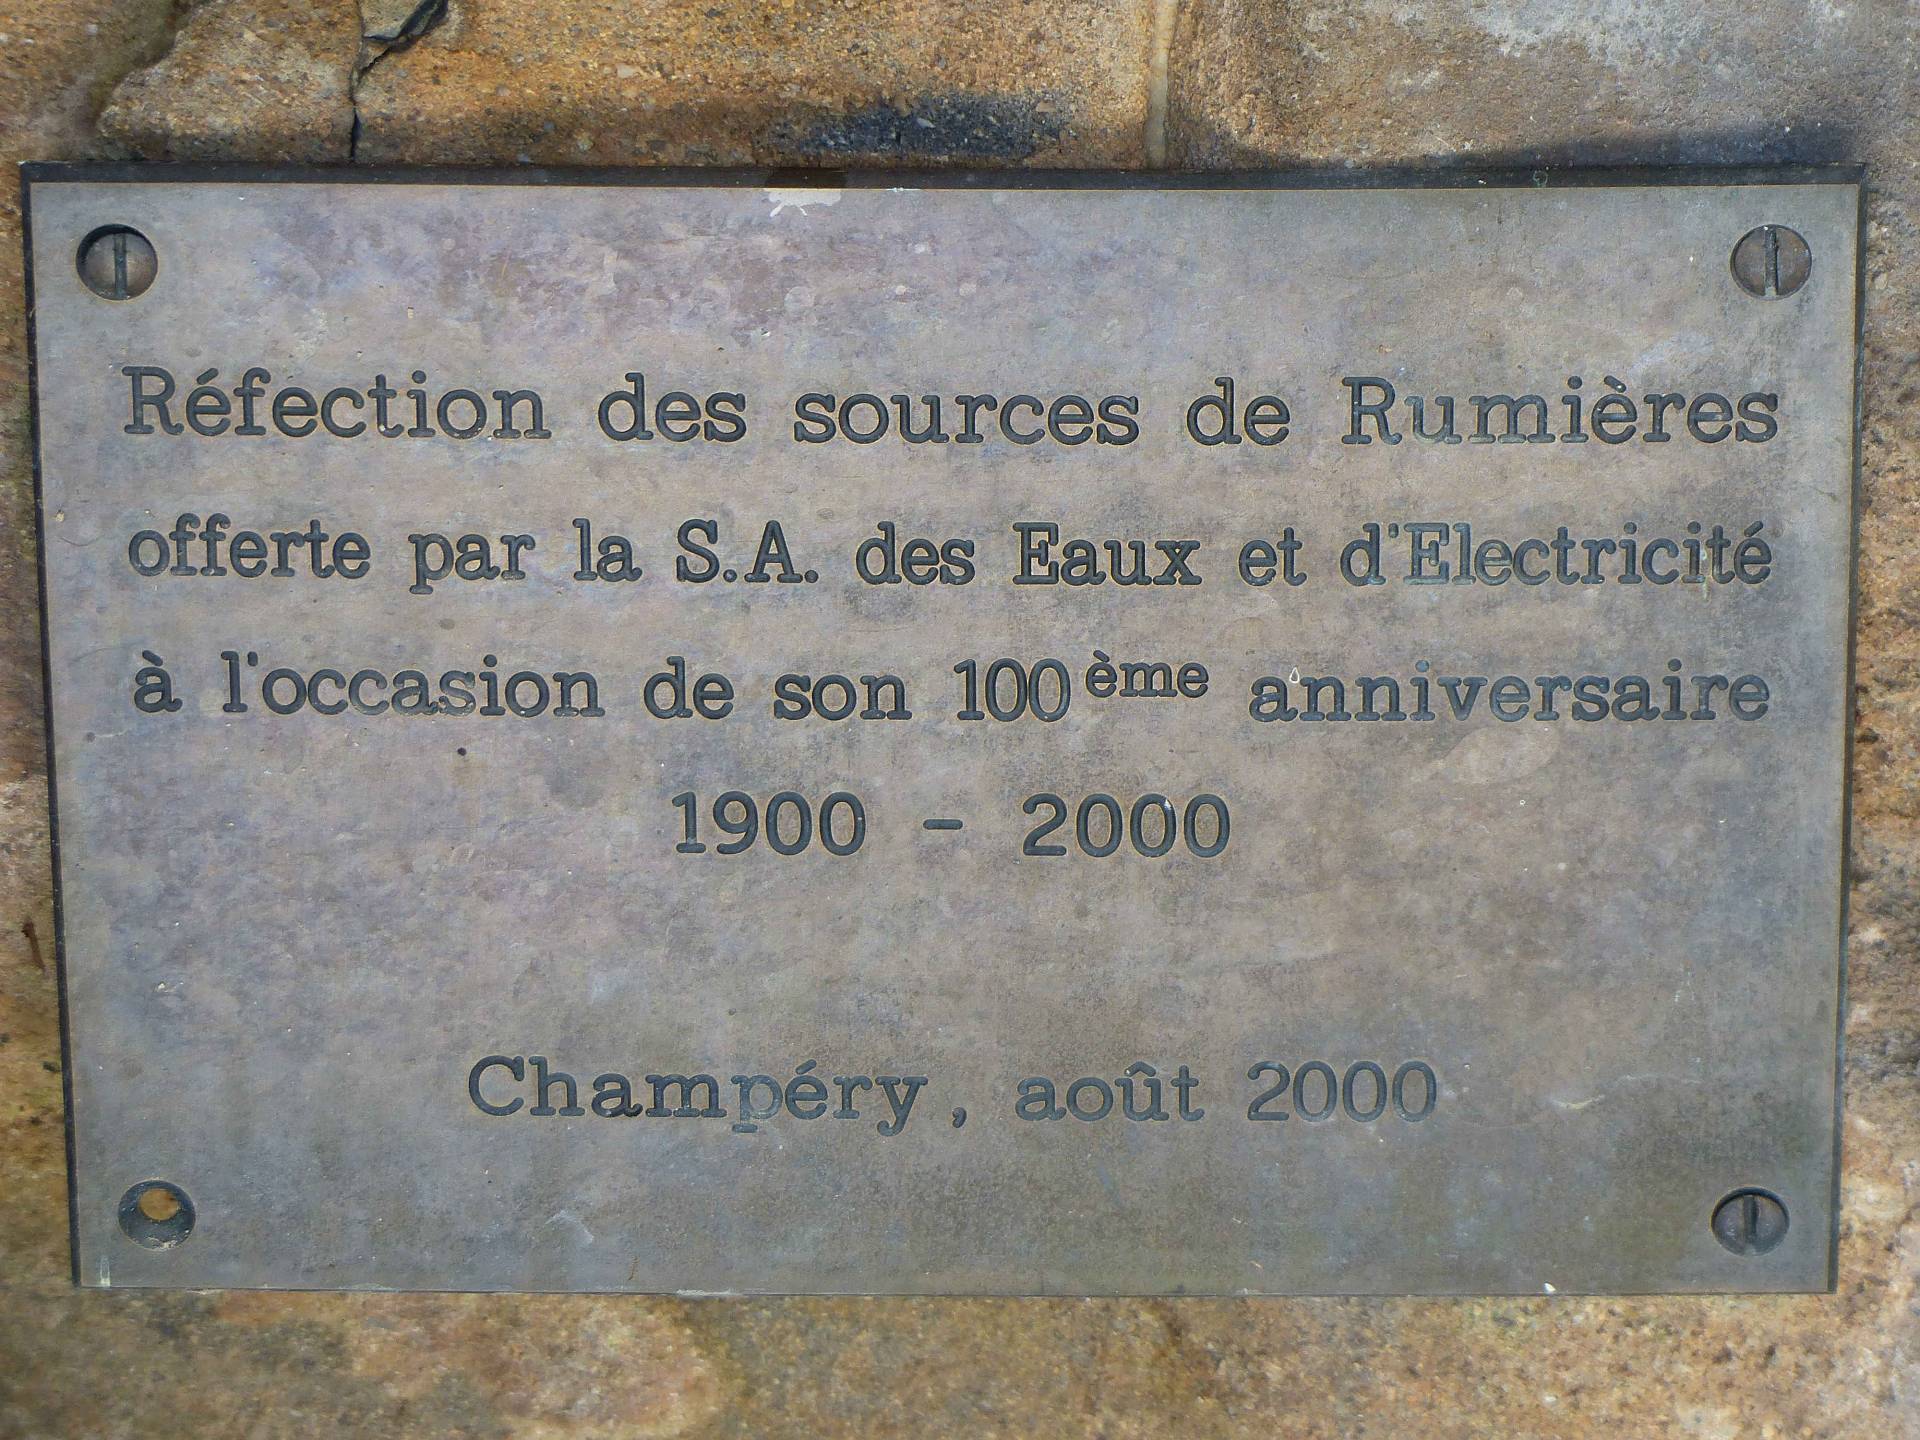 Réfection des sources de Rumières
offerte par la S.A. des Eaux et d'Electricité
à l'occasion de son 100ème anniversaire
1900 - 2000
Champéry, août 2000